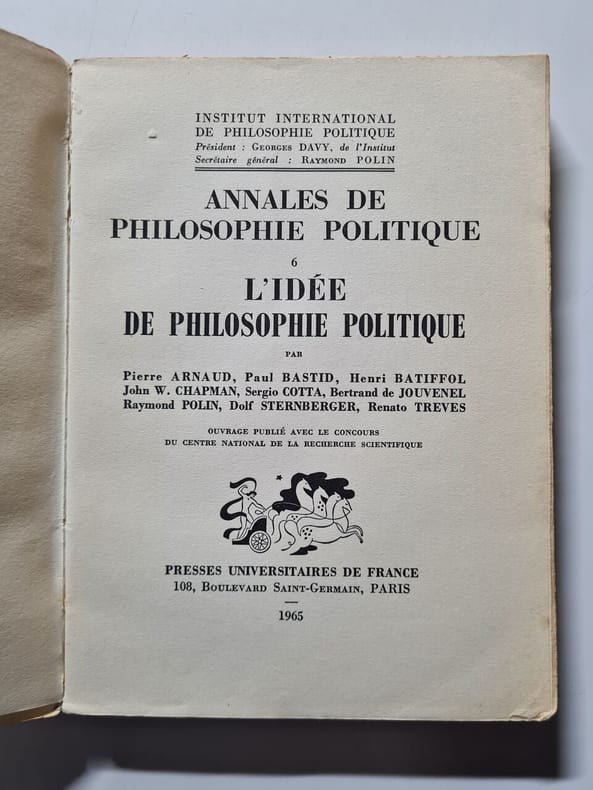 INSTITUT INTERNATIONAL
DE PHILOSOPHIE POLITIQUE
Président : GEORGES DAVY, de l'Institut
Secrétaire général : RAYMOND POLIN
ANNALES DE
PHILOSOPHIE POLITIQUE
6
L'IDÉE
DE PHILOSOPHIE POLITIQUE
PAR
Pierre ARNAUD, Paul BASTID, Henri BATIFFOL
John W. CHAPMAN, Sergio COTTA, Bertrand de JOUVENEL
Raymond POLIN, Dolf STERNBERGER, Renato TREVES
OUVRAGE PUBLIÉ AVEC LE CONCOURS
DU CENTRE NATIONAL DE LA RECHERCHE SCIENTIFIQUE
PRESSES UNIVERSITAIRES DE FRANCE
108, BOULEVARD SAINT-GERMAIN, PARIS
1965